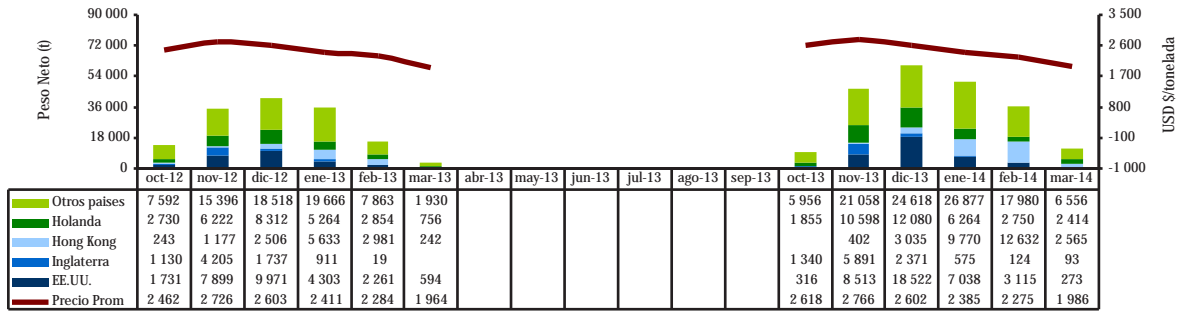 90 000
72 000
54 000
36 000
18 000
0
Peso Neto (t)
3 500
2 600
1 700
800
-100
-1 000
USD $/tonelada
oct-12 nov-12 dic-12 ene-13 feb-13 mar-13 abr-13 may-13 jun-13 jul-13 ago-13 sep-13 oct-13 nov-13 dic-13 ene-14 feb-14 mar-14
Otros paises 7 592 15 396 18 518 19 666 7 863 1 930 5 956 21 058 24 618 26 877 17 980 6 556
Holanda 2 730 6 222 8 312 5 264 2 854 756 1 855 10 598 12 080 6 264 2 750 2 414
Hong Kong 243 1 177 2 506 5 633 2 981 242 402 3 035 9 770 12 632 2 565
Inglaterra 1 130 4 205 1 737 911 19 1 340 5 891 2 371 575 124 93
EE.UU. 1 731 7 899 9 971 4 303 2 261 594 316 8 513 18 522 7 038 3 115 273
Precio Prom 2 462 2 726 2 603 2 411 2 284 1 964 2 618 2 766 2 602 2 385 2 275 1 986